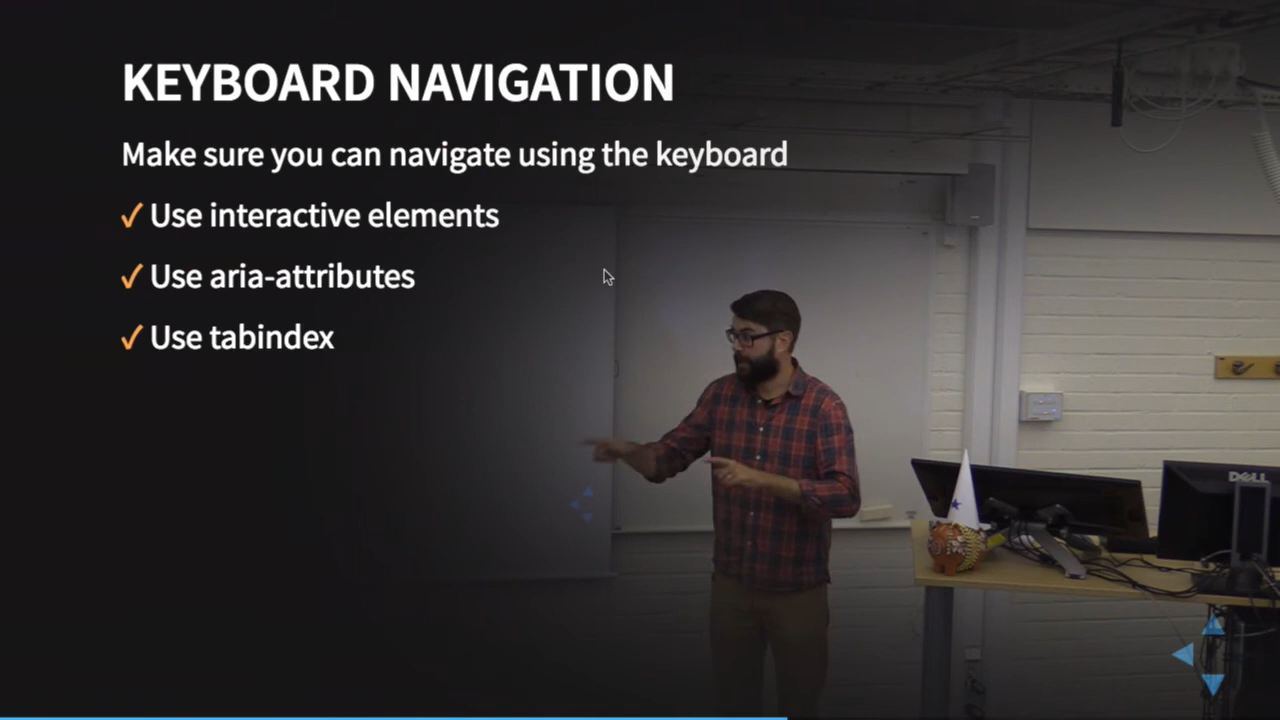 KEYBOARD NAVIGATION
Make sure you can navigate using the keyboard
✓ Use interactive elements
✓ Use aria-attributes
✓ Use tabindex
DELL